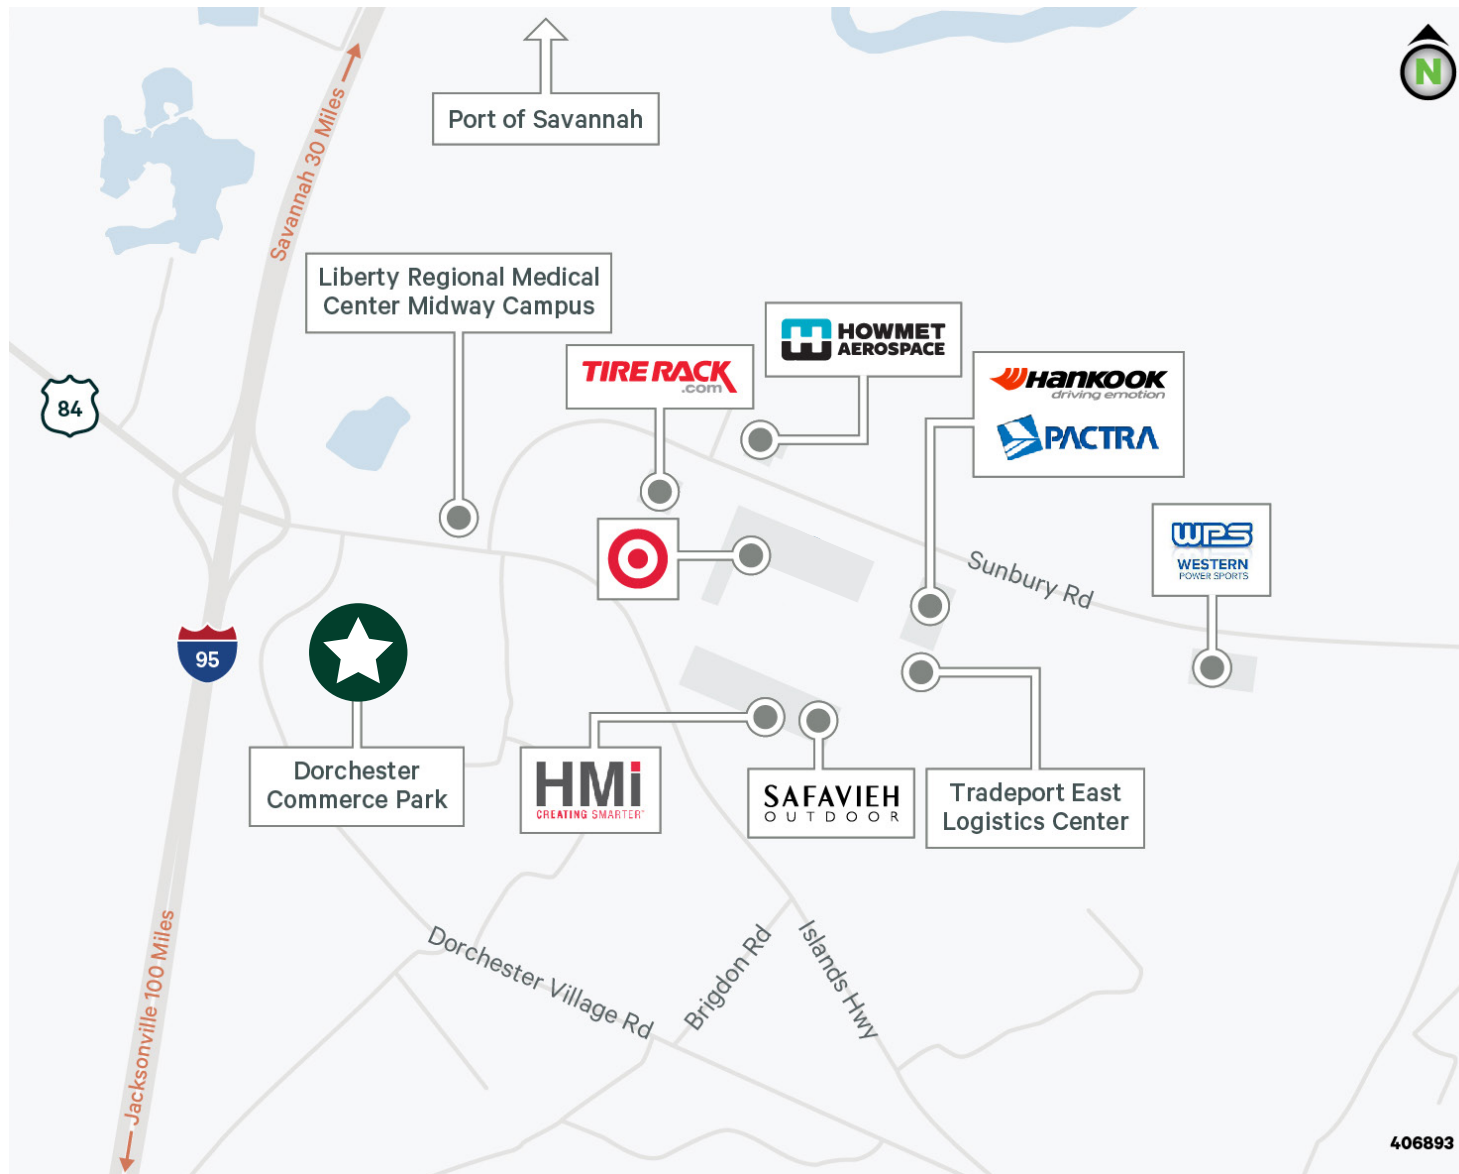 N
Port of Savannah
Savannah 30 Miles
Liberty Regional Medical
Center Midway Campus
HOWMET
AEROSPACE
TIRE RACK
.com
HANKOOK
driving emotion
PACTRA
84
WPS
WESTERN
POWER SPORTS
Sunbury Rd
95
Dorchester
Commerce Park
HMi
CREATING SMARTER™
SAFAVIEH
OUTDOOR
Tradeport East
Logistics Center
Jacksonville 100 Miles
Dorchester Village Rd
Brigdon Rd
Islands Hwy
406893